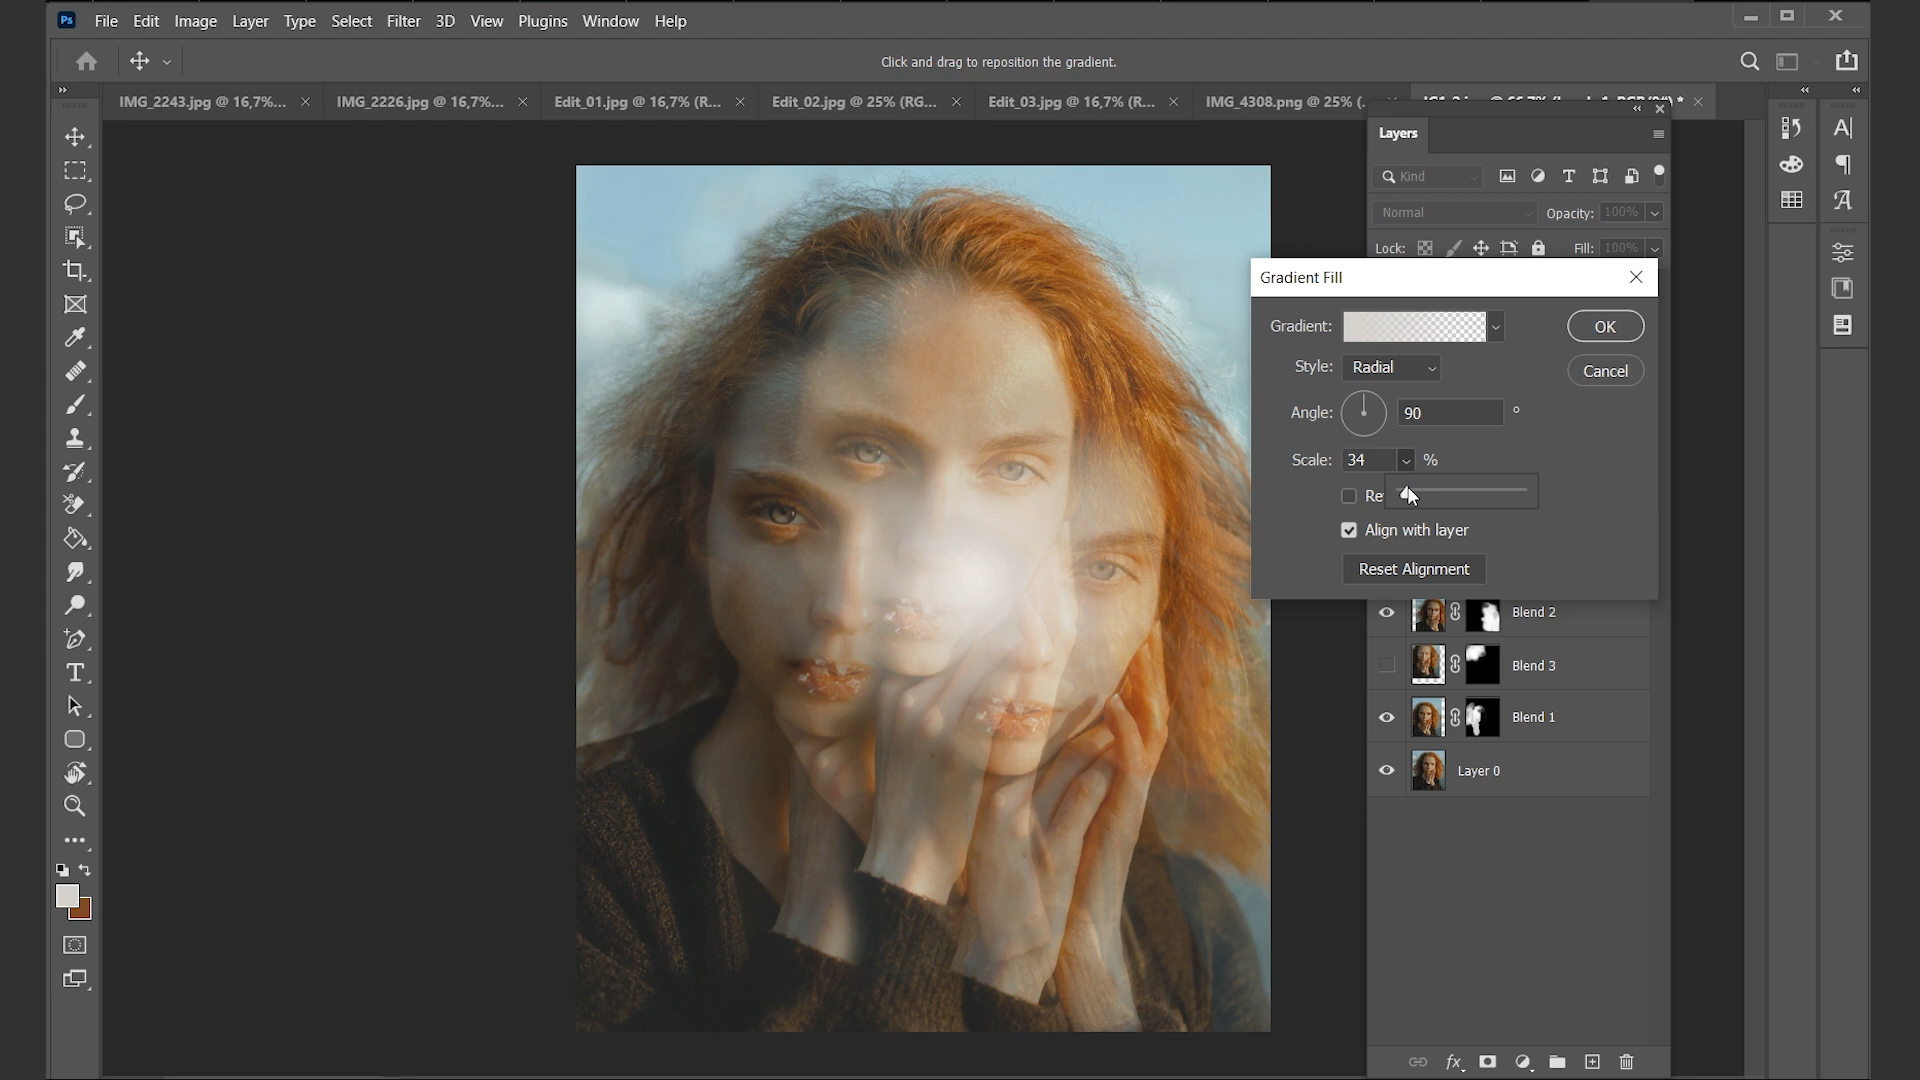 Ps File Edit Image Layer Type Select Filter 3D View Plugins Window Help
Click and drag to reposition the gradient.
IMG_2243.jpg @ 16,7%... IMG_2226.jpg @ 16,7%... Edit_01.jpg @ 16,7% (R... Edit_02.jpg @ 25% (RG... Edit_03.jpg @ 16,7% (R... IMG_4308.png @ 25% (.
Layers
Kind
Normal Opacity: 100%
Lock: Fill: 100%
Gradient Fill
Gradient: OK
Style: Radial Cancel
Angle: 90 °
Scale: 34 %
Re
Align with layer
Reset Alignment
Blend 2
Blend 3
Blend 1
Layer 0
fx